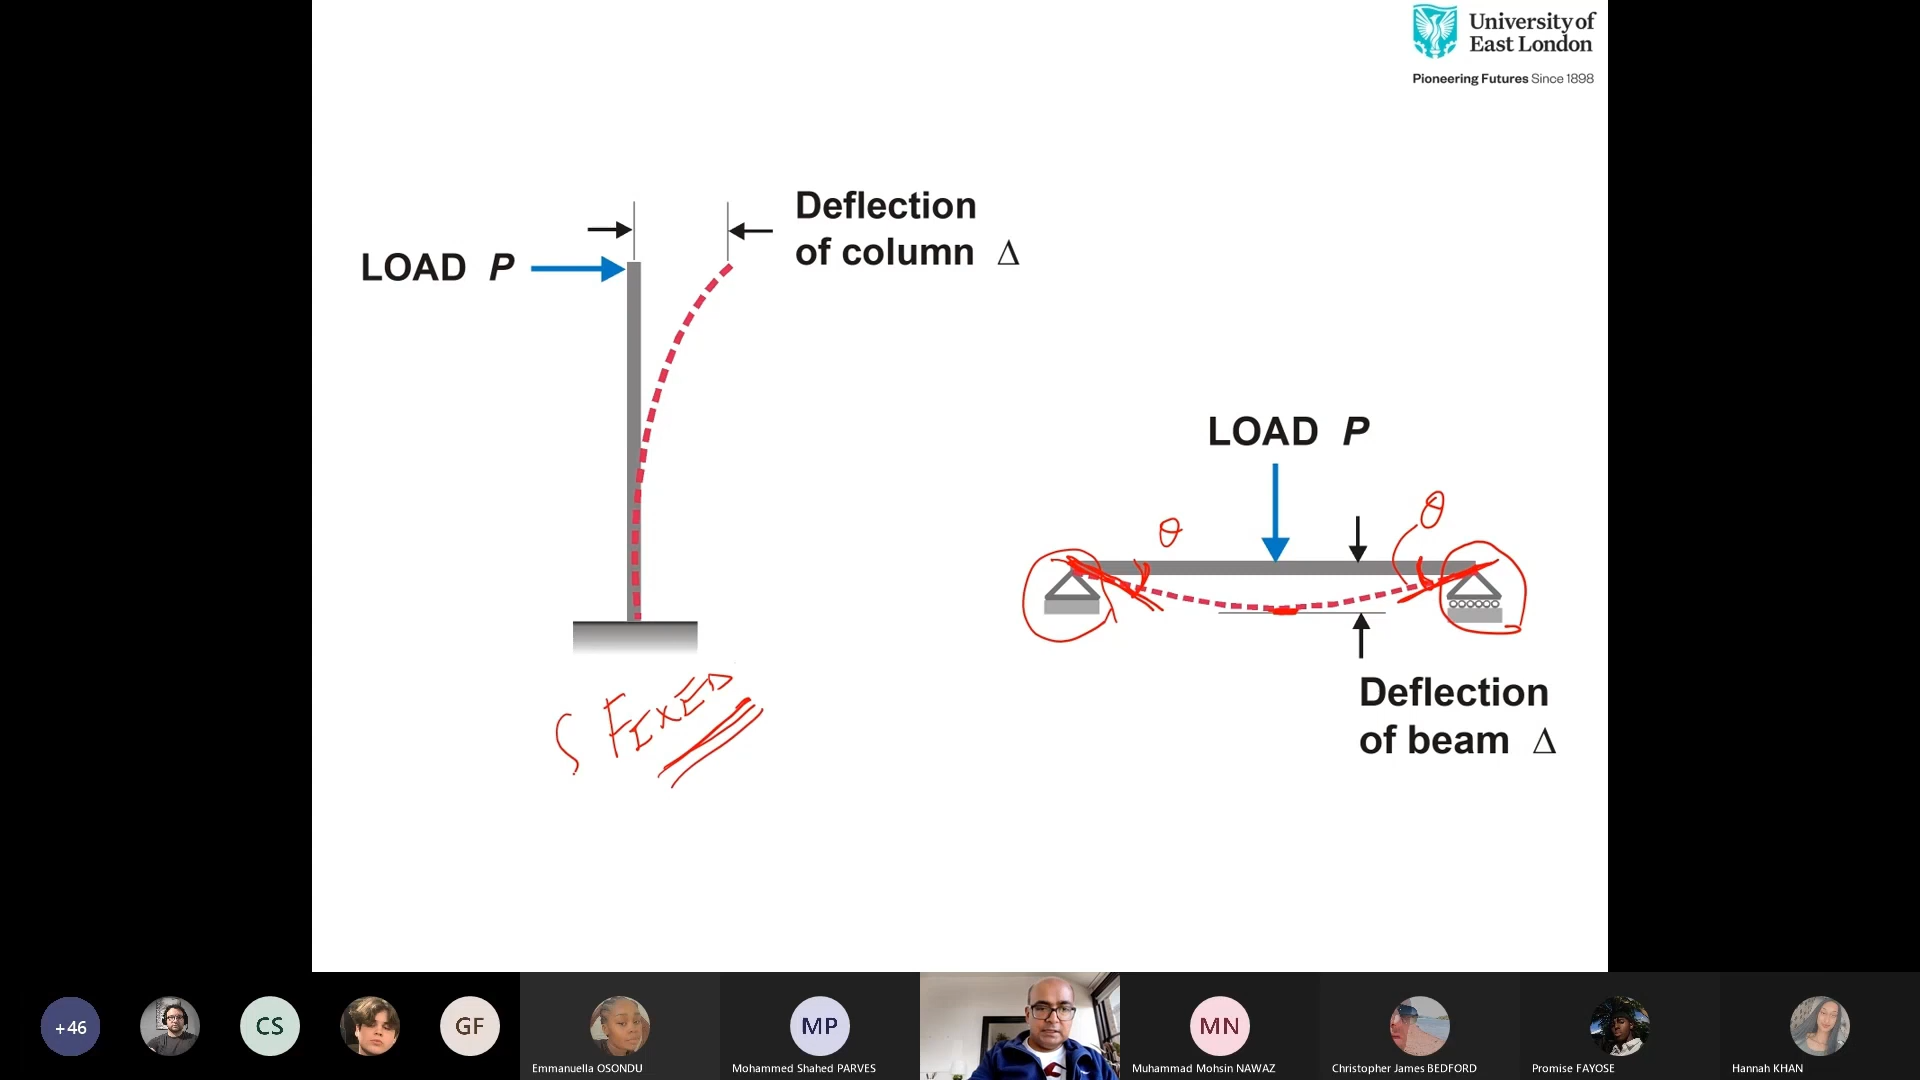 University of
East London
Pioneering Futures Since 1898
Deflection
of column Δ
LOAD P
LOAD P
θ
θ
Deflection
of beam Δ
FIXED
+46
CS
GF
Emmanuella OSONDU
MP
Mohammed Shahed PARVES
MN
Muhammad Mohsin NAWAZ
Christopher James BEDFORD
Promise FAYOSE
Hannah KHAN